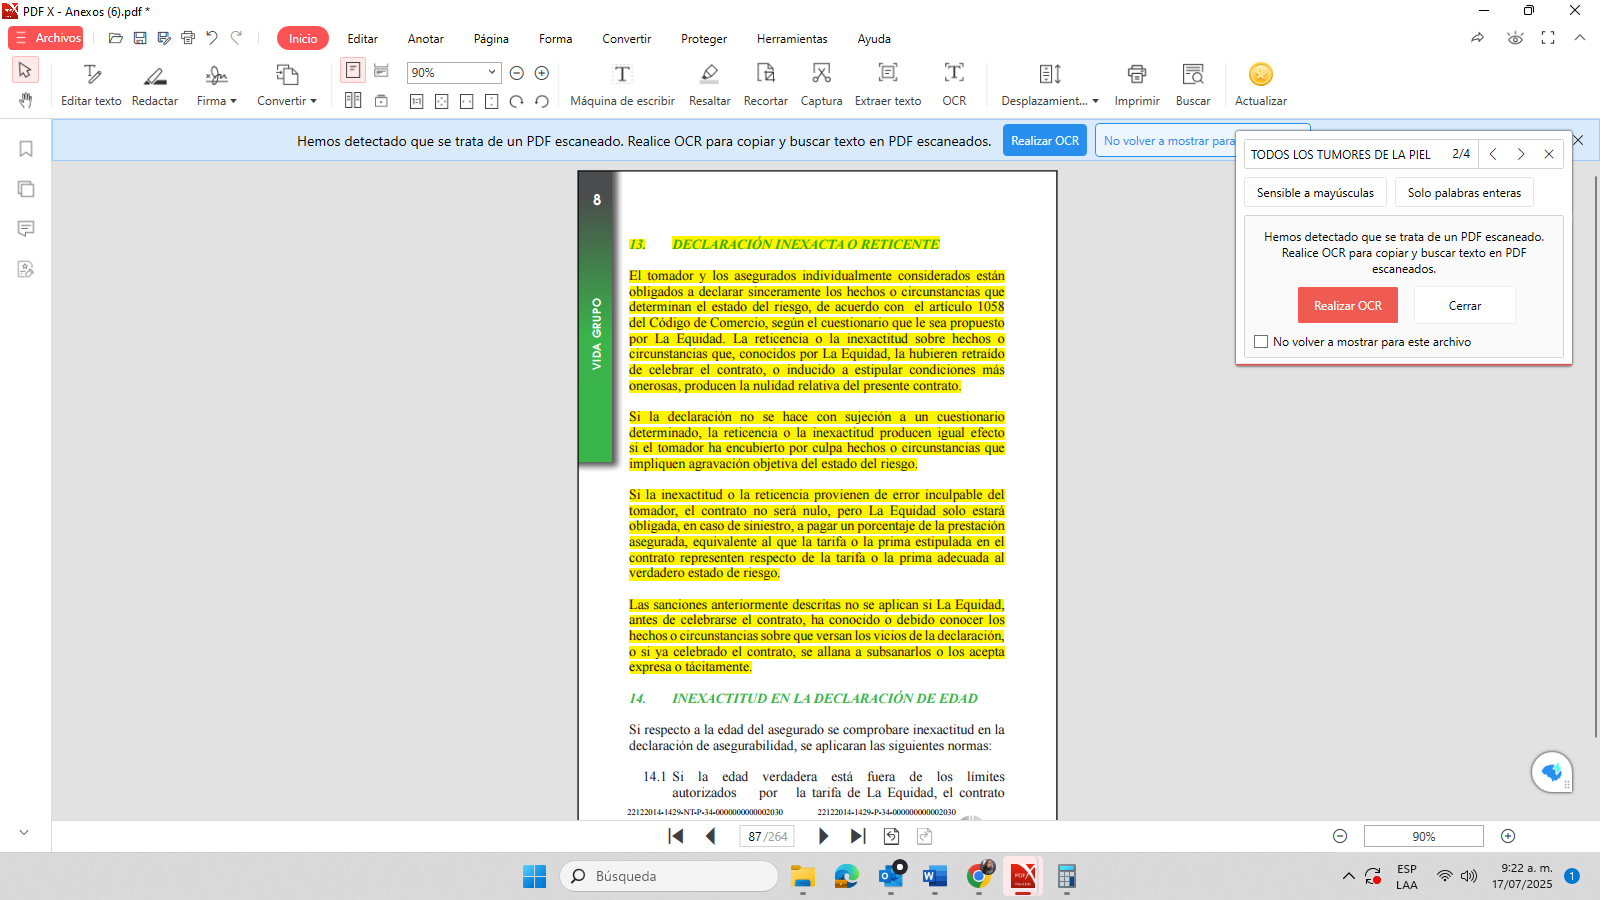 PDF X - Anexos (6).pdf *
Archivos
Inicio
Editar
Anotar
Página
Forma
Convertir
Proteger
Herramientas
Ayuda
90%
Editar texto
Redactar
Firma
Convertir
Máquina de escribir
Resaltar
Recortar
Captura
Extraer texto
OCR
Desplazamient...
Imprimir
Buscar
Actualizar
Hemos detectado que se trata de un PDF escaneado. Realice OCR para copiar y buscar texto en PDF escaneados.
Realizar OCR
No volver a mostrar para
TODOS LOS TUMORES DE LA PIEL 2/4
Sensible a mayúsculas
Solo palabras enteras
Hemos detectado que se trata de un PDF escaneado.
Realice OCR para copiar y buscar texto en PDF
escaneados.
Realizar OCR
Cerrar
No volver a mostrar para este archivo
8
VIDA GRUPO
13. DECLARACIÓN INEXACTA O RETICENTE
El tomador y los asegurados individualmente considerados están
obligados a declarar sinceramente los hechos o circunstancias que
determinan el estado del riesgo, de acuerdo con el artículo 1058
del Código de Comercio, según el cuestionario que le sea propuesto
por La Equidad. La reticencia o la inexactitud sobre hechos o
circunstancias que, conocidos por La Equidad, la hubieren retraído
de celebrar el contrato, o inducido a estipular condiciones más
onerosas, producen la nulidad relativa del presente contrato.
Si la declaración no se hace con sujeción a un cuestionario
determinado, la reticencia o la inexactitud producen igual efecto
si el tomador ha encubierto por culpa hechos o circunstancias que
impliquen agravación objetiva del estado del riesgo.
Si la inexactitud o la reticencia provienen de error inculpable del
tomador, el contrato no será nulo, pero La Equidad solo estará
obligada, en caso de siniestro, a pagar un porcentaje de la prestación
asegurada, equivalente al que la tarifa o la prima estipulada en el
contrato representen respecto de la tarifa o la prima adecuada al
verdadero estado de riesgo.
Las sanciones anteriormente descritas no se aplican si La Equidad,
antes de celebrarse el contrato, ha conocido o debido conocer los
hechos o circunstancias sobre que versan los vicios de la declaración,
o si ya celebrado el contrato, se allana a subsanarlos o los acepta
expresa o tácitamente.
14. INEXACTITUD EN LA DECLARACIÓN DE EDAD
Si respecto a la edad del asegurado se comprobare inexactitud en la
declaración de asegurabilidad, se aplicaran las siguientes normas:
14.1 Si la edad verdadera está fuera de los límites
autorizados por la tarifa de La Equidad, el contrato
22122014-1429-NT-P-34-0000000000002030 22122014-1429-P-34-000000000002030
87 /264
90%
Búsqueda
ESP
LAA
9:22 a. m.
17/07/2025
1